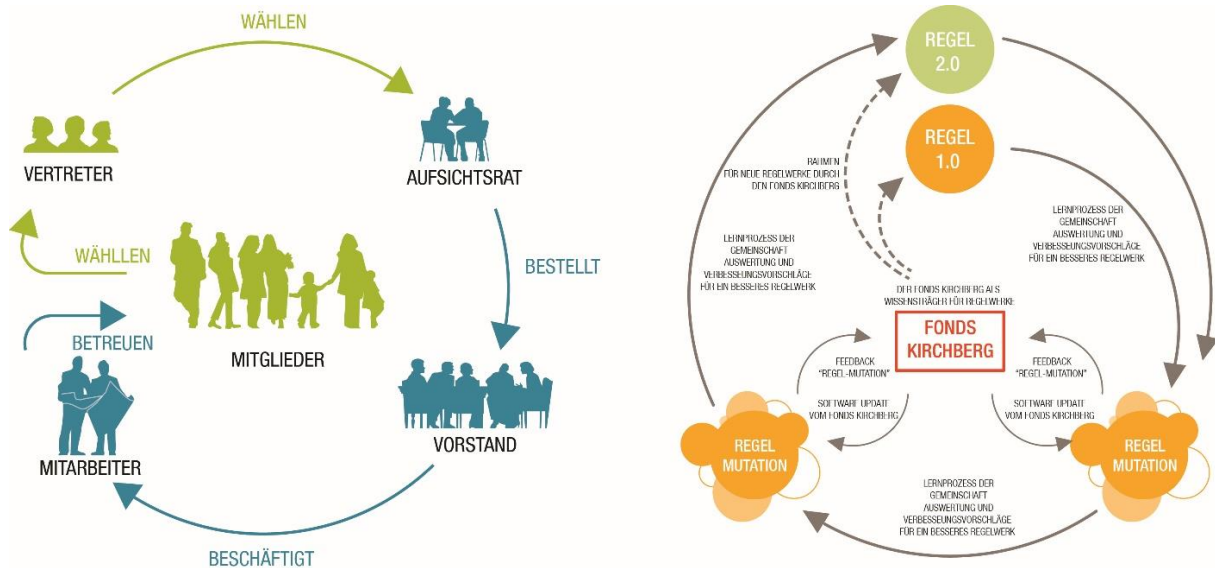 WÄHLEN
VERTRETER
AUFSICHTSRAT
WÄHLLEN
BESTELLT
BETREUEN
MITGLIEDER
MITARBEITER
VORSTAND
BESCHÄFTIGT
REGEL
2.0
REGEL
1.0
RAHMEN
FÜR NEUE REGELWERKE DURCH
DEN FONDS KIRCHBERG
LERNPROZESS DER
GEMEINSCHAFT
AUSWERTUNG UND
VERBESSEUNGSVORSCHLÄGE
FÜR EIN BESSERES REGELWERK
LERNPROZESS DER
GEMEINSCHAFT
AUSWERTUNG UND
VERBESSEUNGSVORSCHLÄGE
FÜR EIN BESSERES REGELWERK
DER FONDS KIRCHBERG ALS
WISSENSTRÄGER FÜR REGELWERKE
FONDS
KIRCHBERG
FEEDBACK
"REGEL-MUTATION"
FEEDBACK
"REGEL-MUTATION"
SOFTWARE UPDATE
VOM FONDS KIRCHBERG
SOFTWARE UPDATE
VOM FONDS KIRCHBERG
REGEL
MUTATION
REGEL
MUTATION
LERNPROZESS DER
GEMEINSCHAFT
AUSWERTUNG UND
VERBESSEUNGSVORSCHLÄGE
FÜR EIN BESSERES REGELWERK